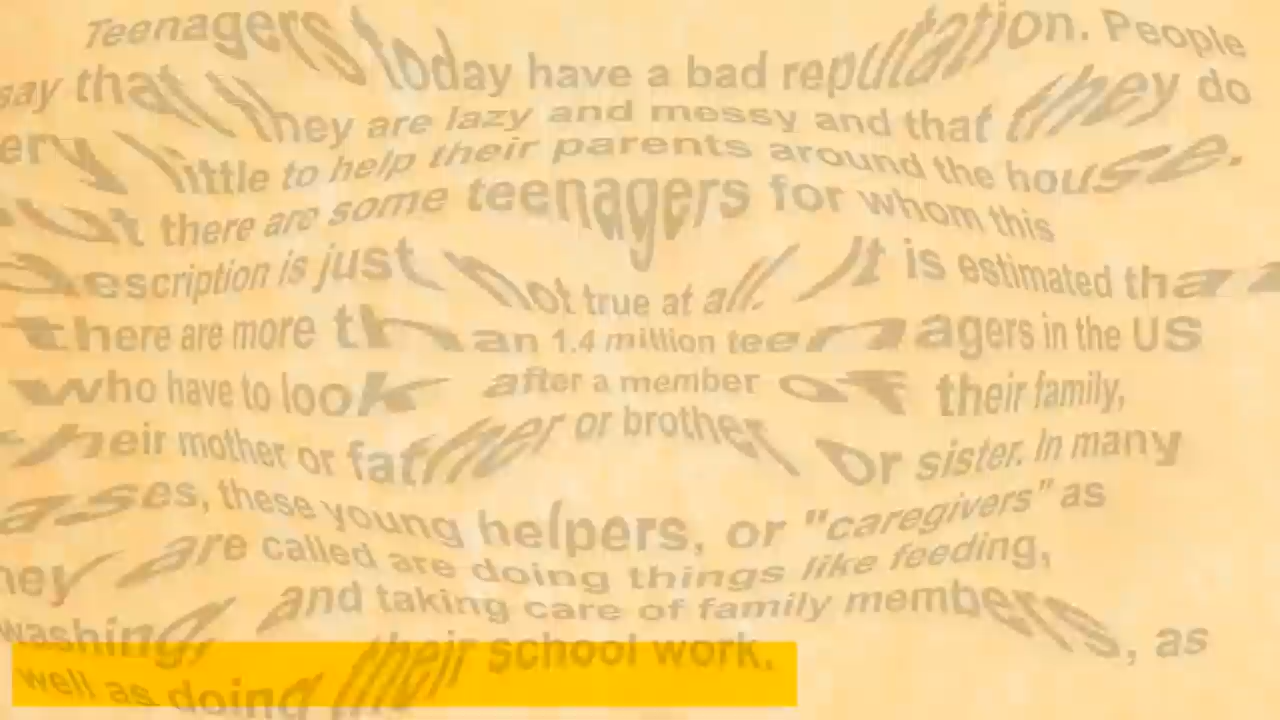 Teenagers today have a bad reputation. People
say that they are lazy and messy and that they do
ery little to help their parents around the house.
ut there are some teenagers for whom this
description is just not true at all. It is estimated that
there are more than 1.4 million teenagers in the US
who have to look after a member of their family,
their mother or father or brother or sister. In many
ases, these young helpers, or "caregivers" as
hey are called are doing things like feeding,
washing, and taking care of family members, as
well as doing their school work.